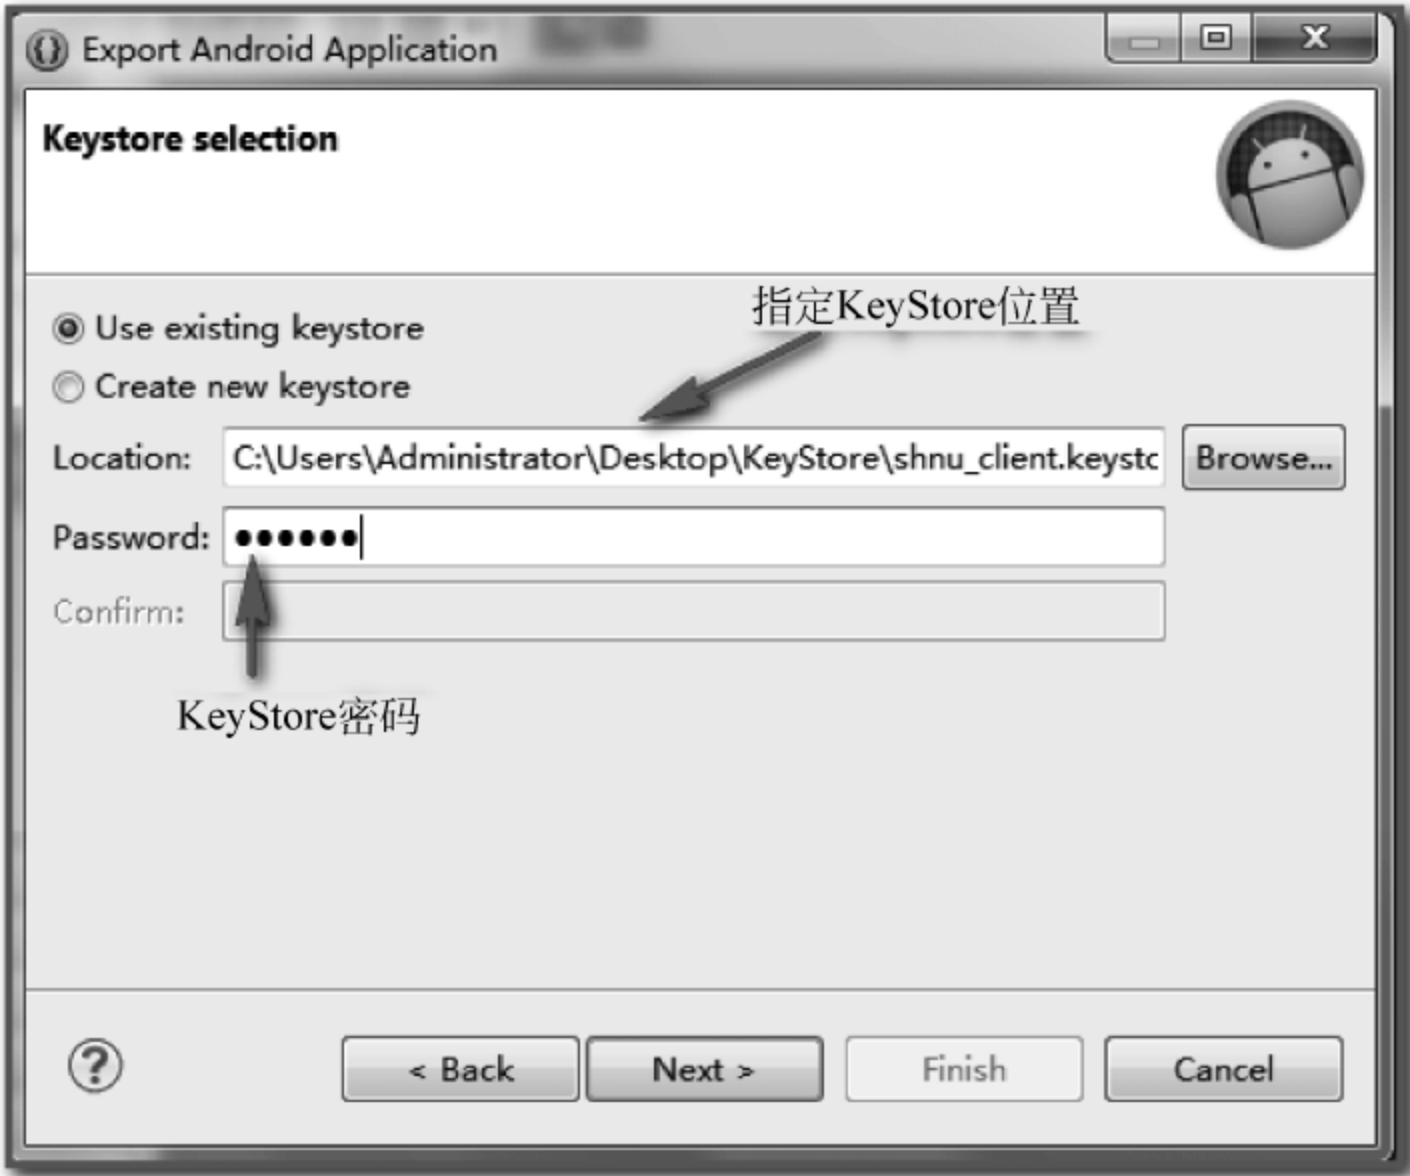 Export Android Application
Keystore selection
指定KeyStore位置
Use existing keystore
Create new keystore
Location: C:\Users\Administrator\Desktop\KeyStore\shnu_client.keysto Browse...
Password: ●●●●●●
Confirm:
KeyStore密码
? < Back Next > Finish Cancel